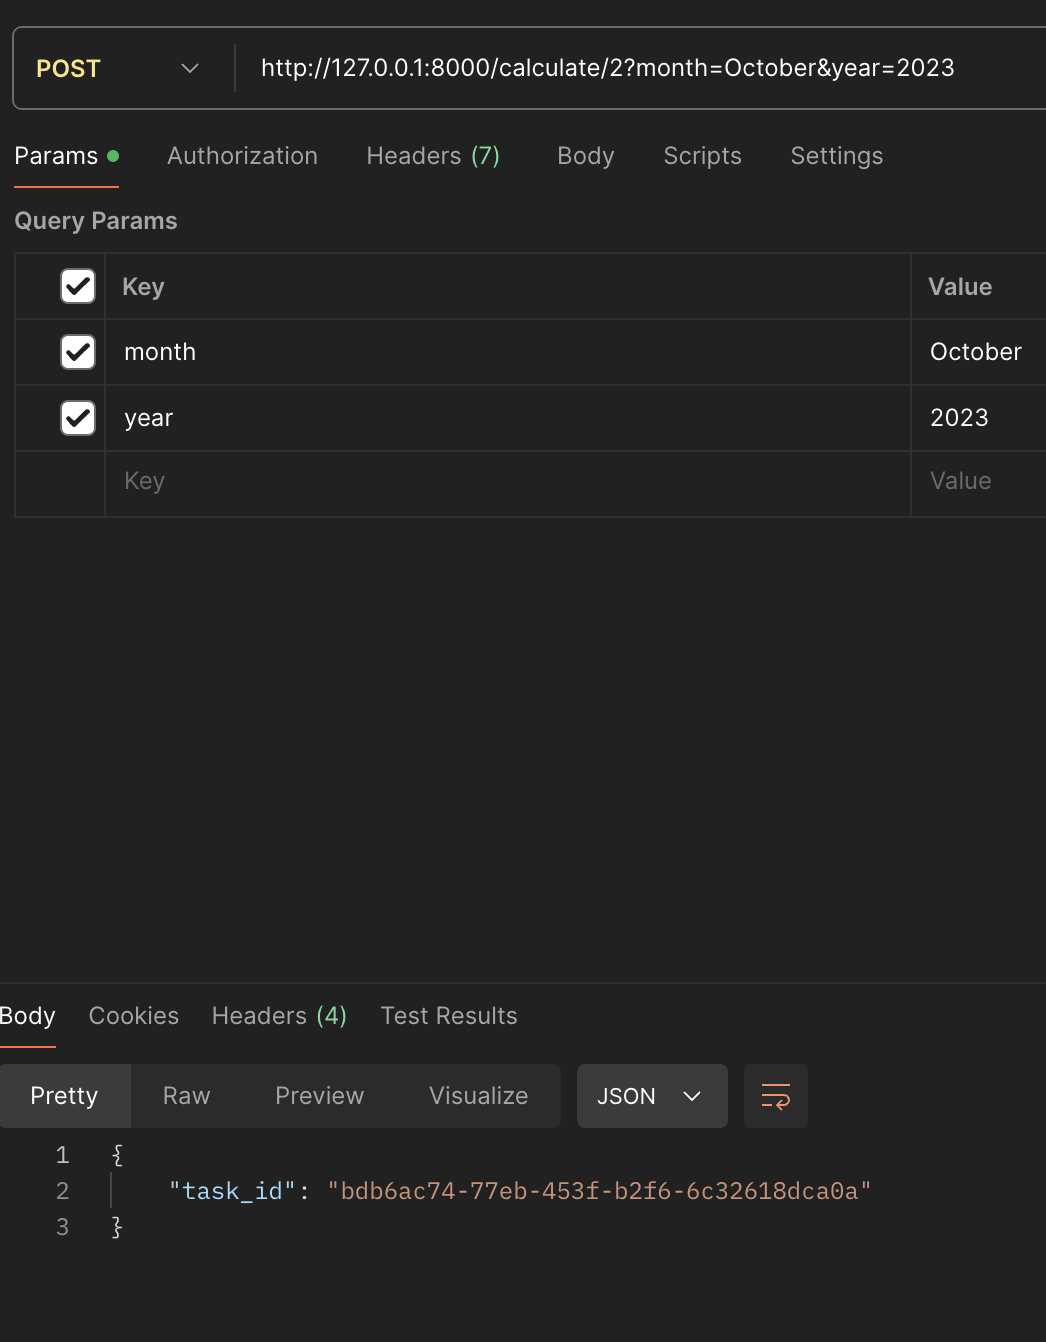 POST http://127.0.0.1:8000/calculate/2?month=October&year=2023
Params Authorization Headers (7) Body Scripts Settings
Query Params
Key Value
month October
year 2023
Key Value
Body Cookies Headers (4) Test Results
Pretty Raw Preview Visualize JSON
1 {
2 "task_id": "bdb6ac74-77eb-453f-b2f6-6c32618dca0a"
3 }